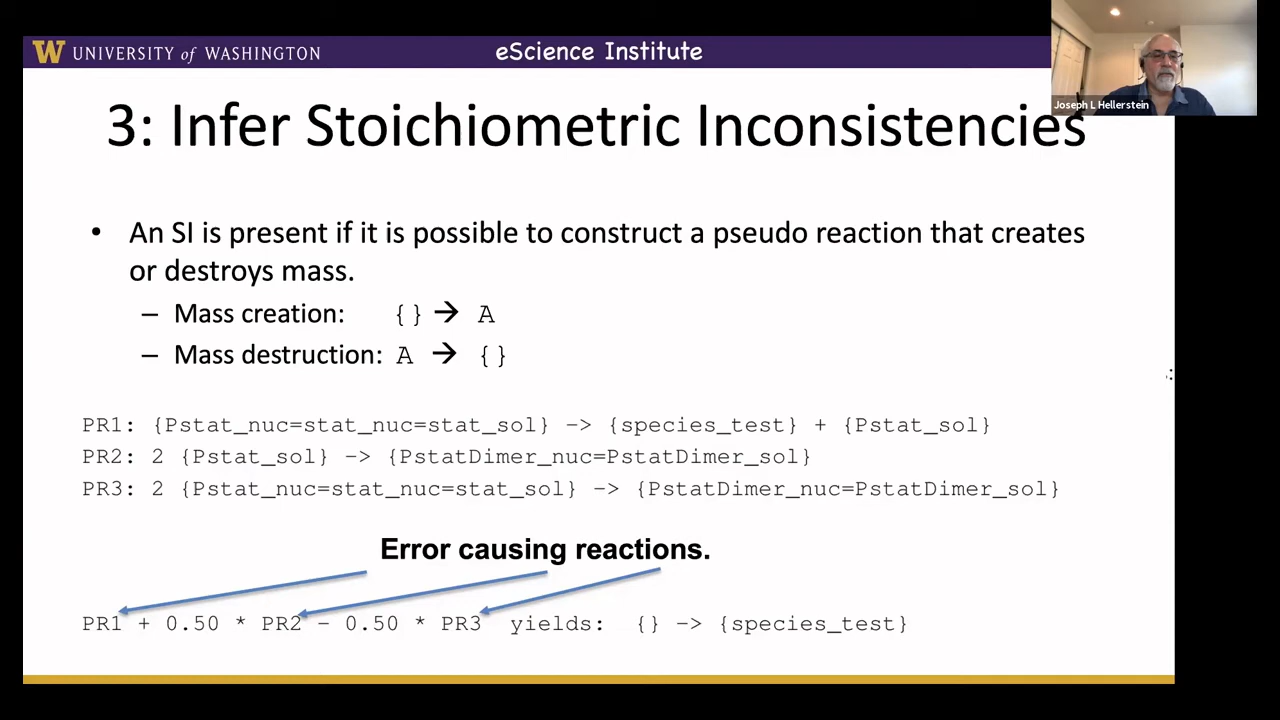 W UNIVERSITY of WASHINGTON
eScience Institute
Joseph L Hellerstein
3: Infer Stoichiometric Inconsistencies
• An SI is present if it is possible to construct a pseudo reaction that creates
or destroys mass.
– Mass creation: {} → A
– Mass destruction: A → {}
PR1: {Pstat_nuc=stat_nuc=stat_sol} -> {species_test} + {Pstat_sol}
PR2: 2 {Pstat_sol} -> {PstatDimer_nuc=PstatDimer_sol}
PR3: 2 {Pstat_nuc=stat_nuc=stat_sol} -> {PstatDimer_nuc=PstatDimer_sol}
Error causing reactions.
PR1 + 0.50 * PR2 - 0.50 * PR3 yields: {} -> {species_test}